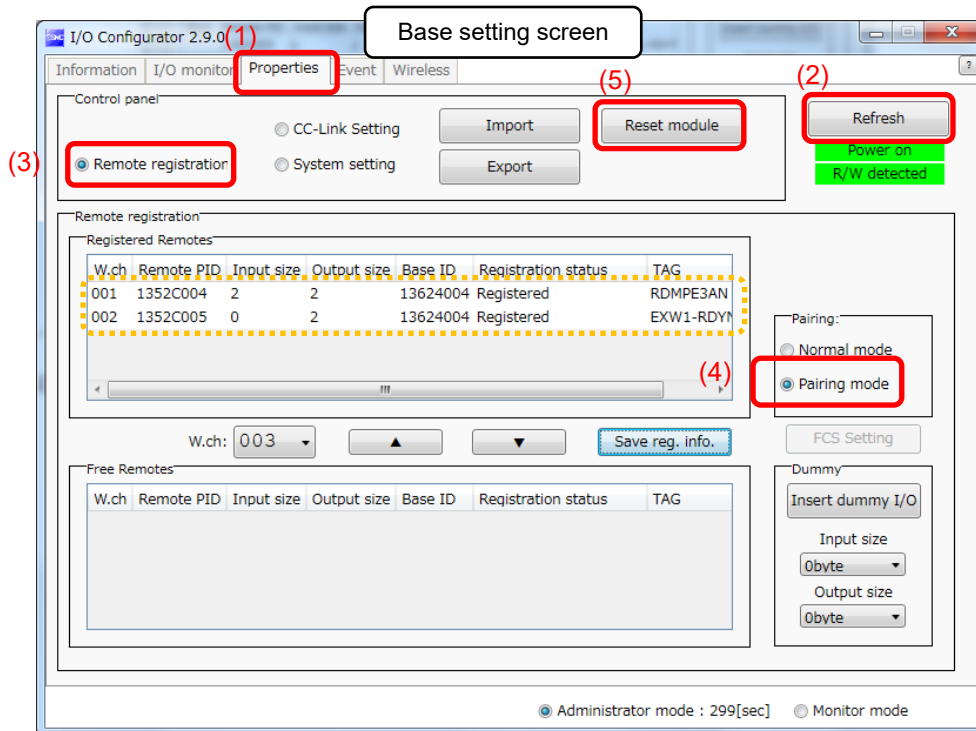 Base setting screen
I/O Configurator 2.9.0
(1)
Information I/O monitor Properties Event Wireless
(5)
(2)
Control panel
CC-Link Setting
Import
Reset module
Refresh
Power on
(3)
Remote registration
System setting
Export
R/W detected
Remote registration
Registered Remotes
W.ch Remote PID Input size Output size Base ID Registration status TAG
001 1352C004 2 2 13624004 Registered RDMPE3AN
002 1352C005 0 2 13624004 Registered EXW1-RDYN
Pairing:
Normal mode
(4)
Pairing mode
W.ch: 003 ▲ ▼ Save reg. info.
FCS Setting
Free Remotes
W.ch Remote PID Input size Output size Base ID Registration status TAG
Dummy
Insert dummy I/O
Input size
0byte
Output size
0byte
Administrator mode : 299[sec] Monitor mode